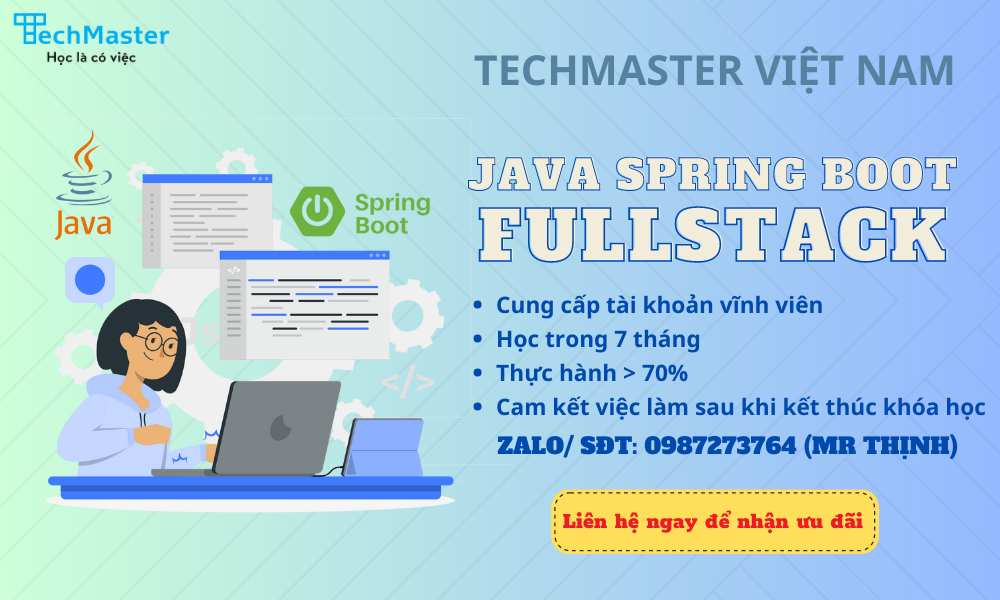 TechMaster
Học là có việc
TECHMASTER VIỆT NAM
Java
Spring
Boot
</>
</>
JAVA SPRING BOOT
FULLSTACK
• Cung cấp tài khoản vĩnh viên
• Học trong 7 tháng
• Thực hành > 70%
• Cam kết việc làm sau khi kết thúc khóa học
ZALO/ SĐT: 0987273764 (MR THỊNH)
Liên hệ ngay để nhận ưu đãi